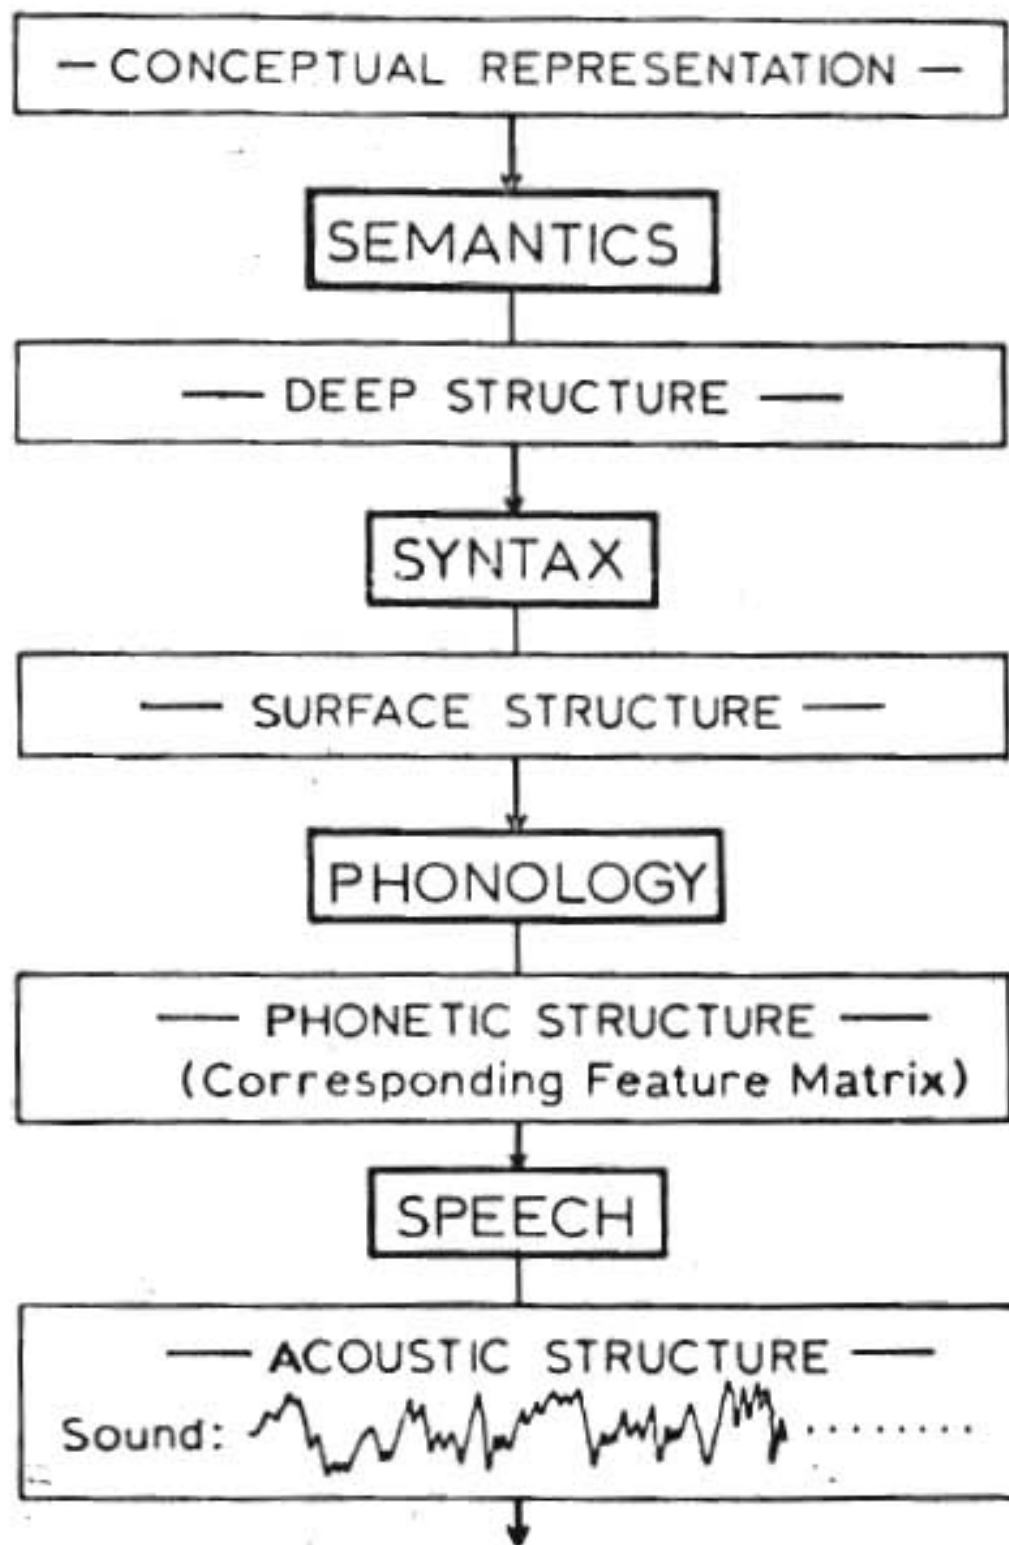 — CONCEPTUAL REPRESENTATION —
SEMANTICS
— DEEP STRUCTURE —
SYNTAX
— SURFACE STRUCTURE —
PHONOLOGY
— PHONETIC STRUCTURE —
(Corresponding Feature Matrix)
SPEECH
— ACOUSTIC STRUCTURE —
Sound: ·········